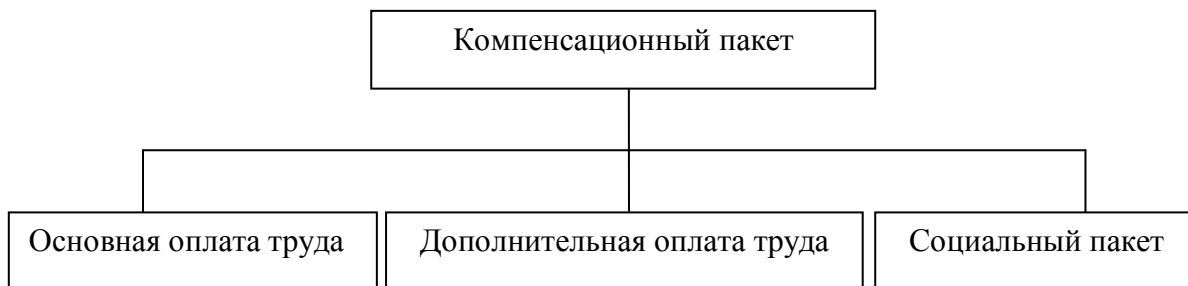 Компенсационный пакет
Основная оплата труда
Дополнительная оплата труда
Социальный пакет